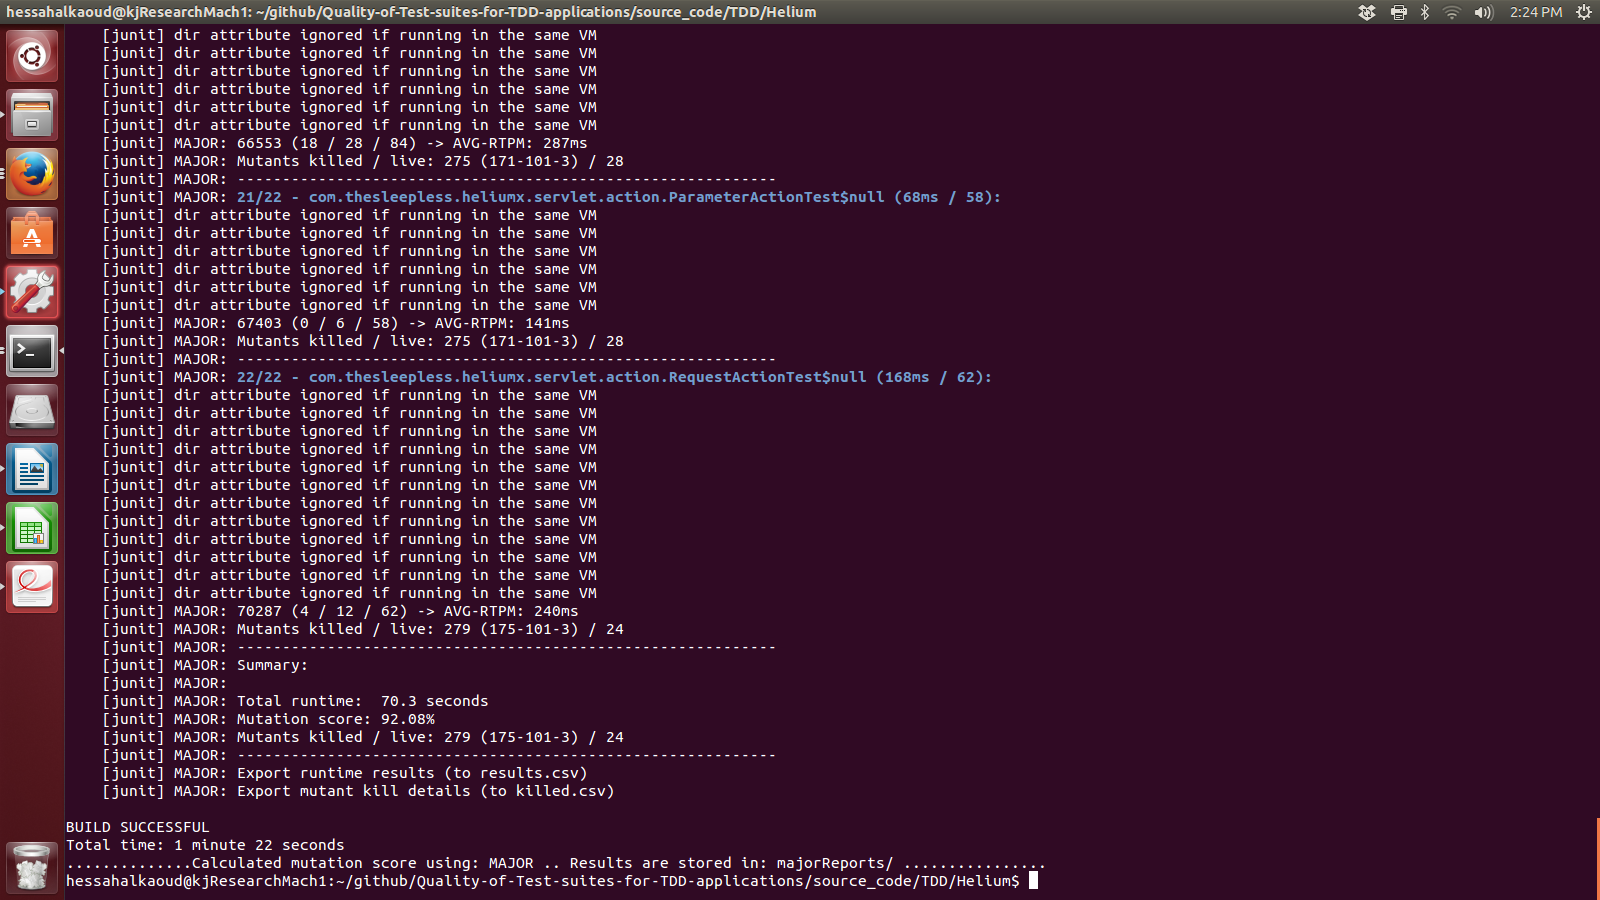 hessahalkaoud@kjResearchMach1: ~/github/Quality-of-Test-suites-for-TDD-applications/source_code/TDD/Helium
2:24 PM
[junit] dir attribute ignored if running in the same VM
[junit] dir attribute ignored if running in the same VM
[junit] dir attribute ignored if running in the same VM
[junit] dir attribute ignored if running in the same VM
[junit] dir attribute ignored if running in the same VM
[junit] dir attribute ignored if running in the same VM
[junit] MAJOR: 66553 (18 / 28 / 84) -> AVG-RTPM: 287ms
[junit] MAJOR: Mutants killed / live: 275 (171-101-3) / 28
[junit] MAJOR: ------------------------------------------------------------
[junit] MAJOR: 21/22 - com.thesleepless.heliumx.servlet.action.ParameterActionTest$null (68ms / 58):
[junit] dir attribute ignored if running in the same VM
[junit] dir attribute ignored if running in the same VM
[junit] dir attribute ignored if running in the same VM
[junit] dir attribute ignored if running in the same VM
[junit] dir attribute ignored if running in the same VM
[junit] dir attribute ignored if running in the same VM
[junit] MAJOR: 67403 (0 / 6 / 58) -> AVG-RTPM: 141ms
[junit] MAJOR: Mutants killed / live: 275 (171-101-3) / 28
[junit] MAJOR: ------------------------------------------------------------
[junit] MAJOR: 22/22 - com.thesleepless.heliumx.servlet.action.RequestActionTest$null (168ms / 62):
[junit] dir attribute ignored if running in the same VM
[junit] dir attribute ignored if running in the same VM
[junit] dir attribute ignored if running in the same VM
[junit] dir attribute ignored if running in the same VM
[junit] dir attribute ignored if running in the same VM
[junit] dir attribute ignored if running in the same VM
[junit] dir attribute ignored if running in the same VM
[junit] dir attribute ignored if running in the same VM
[junit] dir attribute ignored if running in the same VM
[junit] dir attribute ignored if running in the same VM
[junit] dir attribute ignored if running in the same VM
[junit] dir attribute ignored if running in the same VM
[junit] MAJOR: 70287 (4 / 12 / 62) -> AVG-RTPM: 240ms
[junit] MAJOR: Mutants killed / live: 279 (175-101-3) / 24
[junit] MAJOR: ------------------------------------------------------------
[junit] MAJOR: Summary:
[junit] MAJOR:
[junit] MAJOR: Total runtime:  70.3 seconds
[junit] MAJOR: Mutation score: 92.08%
[junit] MAJOR: Mutants killed / live: 279 (175-101-3) / 24
[junit] MAJOR: ------------------------------------------------------------
[junit] MAJOR: Export runtime results (to results.csv)
[junit] MAJOR: Export mutant kill details (to killed.csv)
BUILD SUCCESSFUL
Total time: 1 minute 22 seconds
..............Calculated mutation score using: MAJOR .. Results are stored in: majorReports/ ................
hessahalkaoud@kjResearchMach1:~/github/Quality-of-Test-suites-for-TDD-applications/source_code/TDD/Helium$